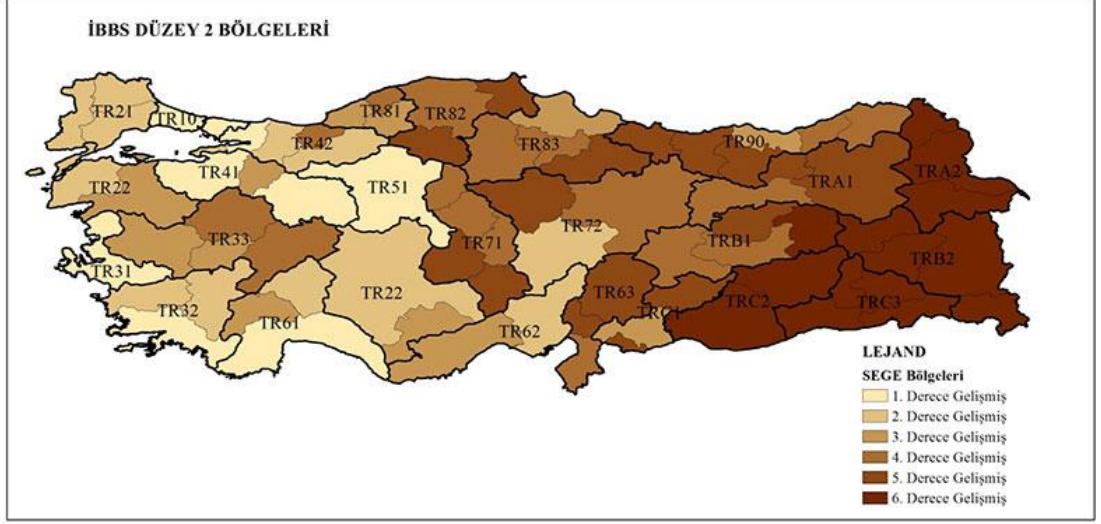 İBBS DÜZEY 2 BÖLGELERİ
TR21
TR10
TR81
TR82
TR42
TR83
TR90
TR41
TR22
TR51
TRA1
TRA2
TR33
TR71
TR72
TRB1
TRB2
TR31
TR32
TR61
TR22
TR62
TR63
TRC1
TRC2
TRC3
LEJAND
SEGE Bölgeleri
1. Derece Gelişmiş
2. Derece Gelişmiş
3. Derece Gelişmiş
4. Derece Gelişmiş
5. Derece Gelişmiş
6. Derece Gelişmiş